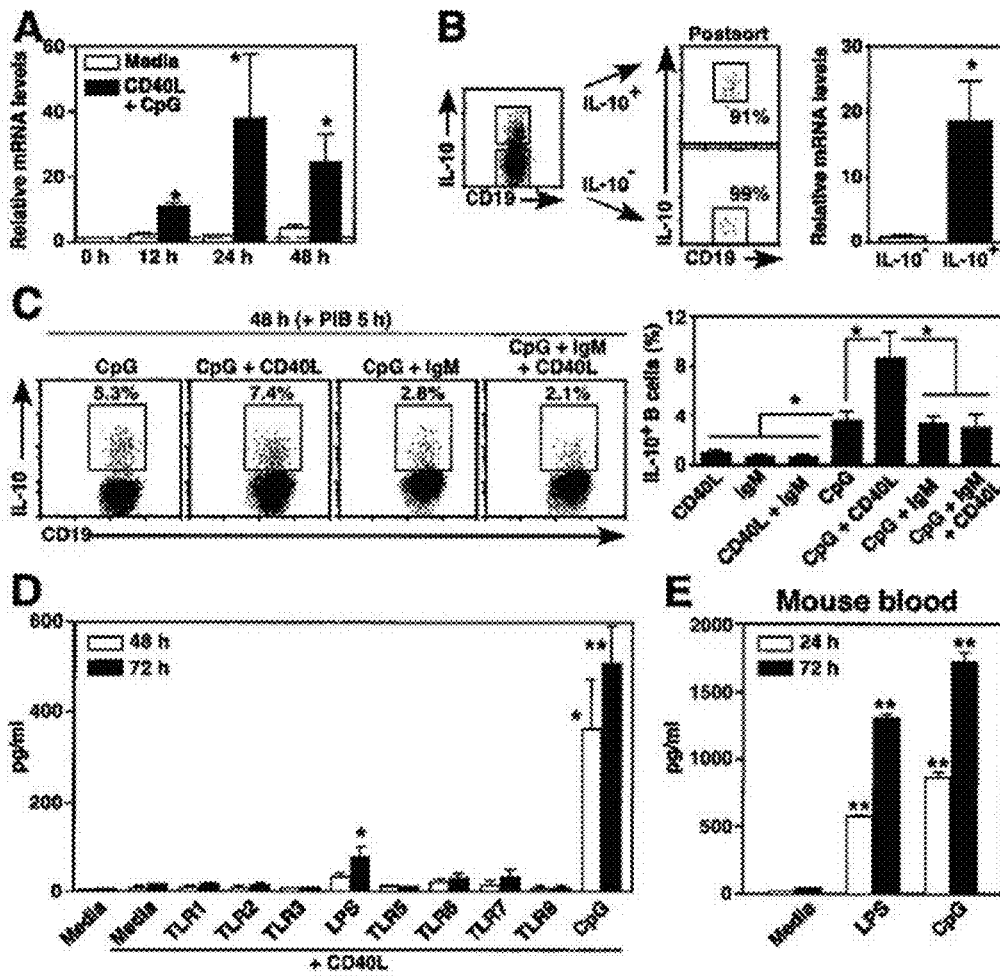 A
Relative mRNA levels
60
40
20
0
Media
CD40L
+ CpG
*
*
*
0 h
12 h
24 h
48 h
B
IL-10
CD19
IL-10+
IL-10-
Postsort
91%
99%
IL-10
CD19
Relative mRNA levels
30
20
10
0
*
IL-10-
IL-10+
C
48 h (+ PIB 5 h)
CpG
CpG + CD40L
CpG + IgM
CpG + IgM
+ CD40L
5.3%
7.4%
2.8%
2.1%
IL-10
CD19
IL-10+ B cells (%)
12
8
4
0
*
*
*
CD40L
IgM
CD40L + IgM
CpG
CpG + CD40L
CpG + IgM
CpG + IgM
+ CD40L
D
pg/ml
600
400
200
0
48 h
72 h
*
*
**
Media
Media
TLR1
TLR2
TLR3
LPS
TLR5
TLR6
TLR7
TLR8
CpG
+ CD40L
E
Mouse blood
pg/ml
2000
1500
1000
500
0
24 h
72 h
**
**
**
**
Media
LPS
CpG